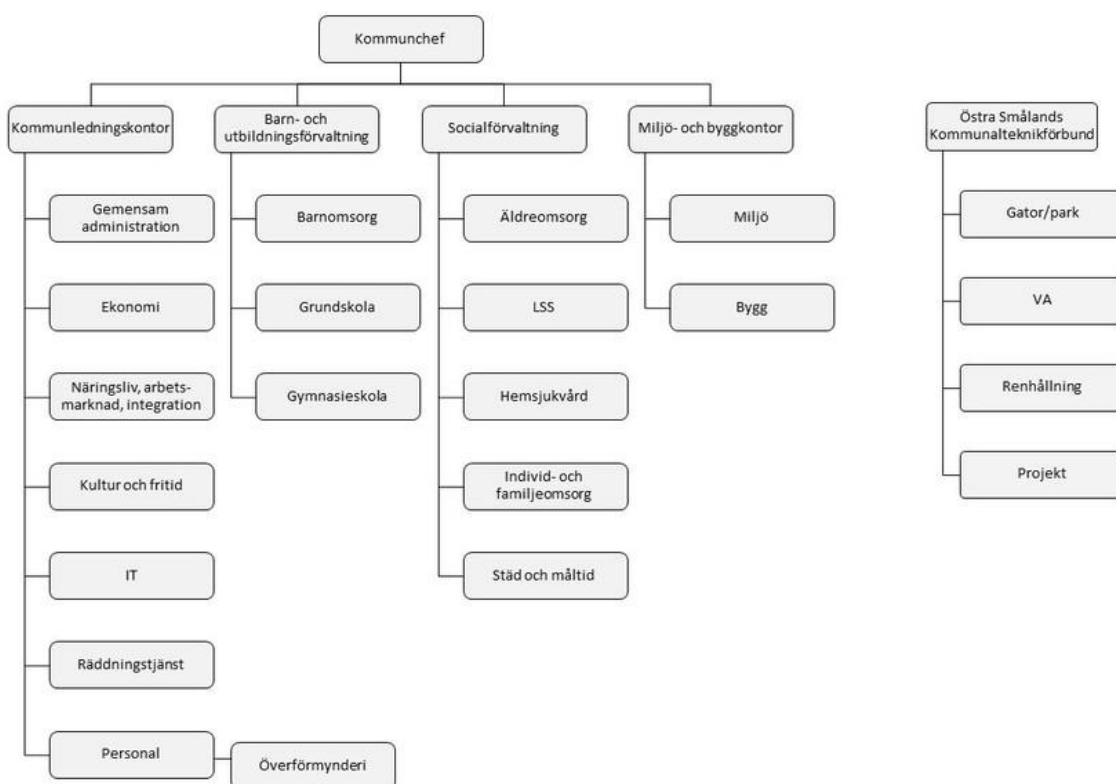 Kommunchef
Kommunledningskontor
Barn- och
utbildningsförvaltning
Socialförvaltning
Miljö- och byggkontor
Östra Smålands
Kommunalteknikförbund
Gemensam
administration
Ekonomi
Näringsliv, arbets-
marknad, integration
Kultur och fritid
IT
Räddningstjänst
Personal
Överförmynderi
Barnomsorg
Grundskola
Gymnasieskola
Äldreomsorg
LSS
Hemsjukvård
Individ- och
familjeomsorg
Städ och måltid
Miljö
Bygg
Gator/park
VA
Renhållning
Projekt